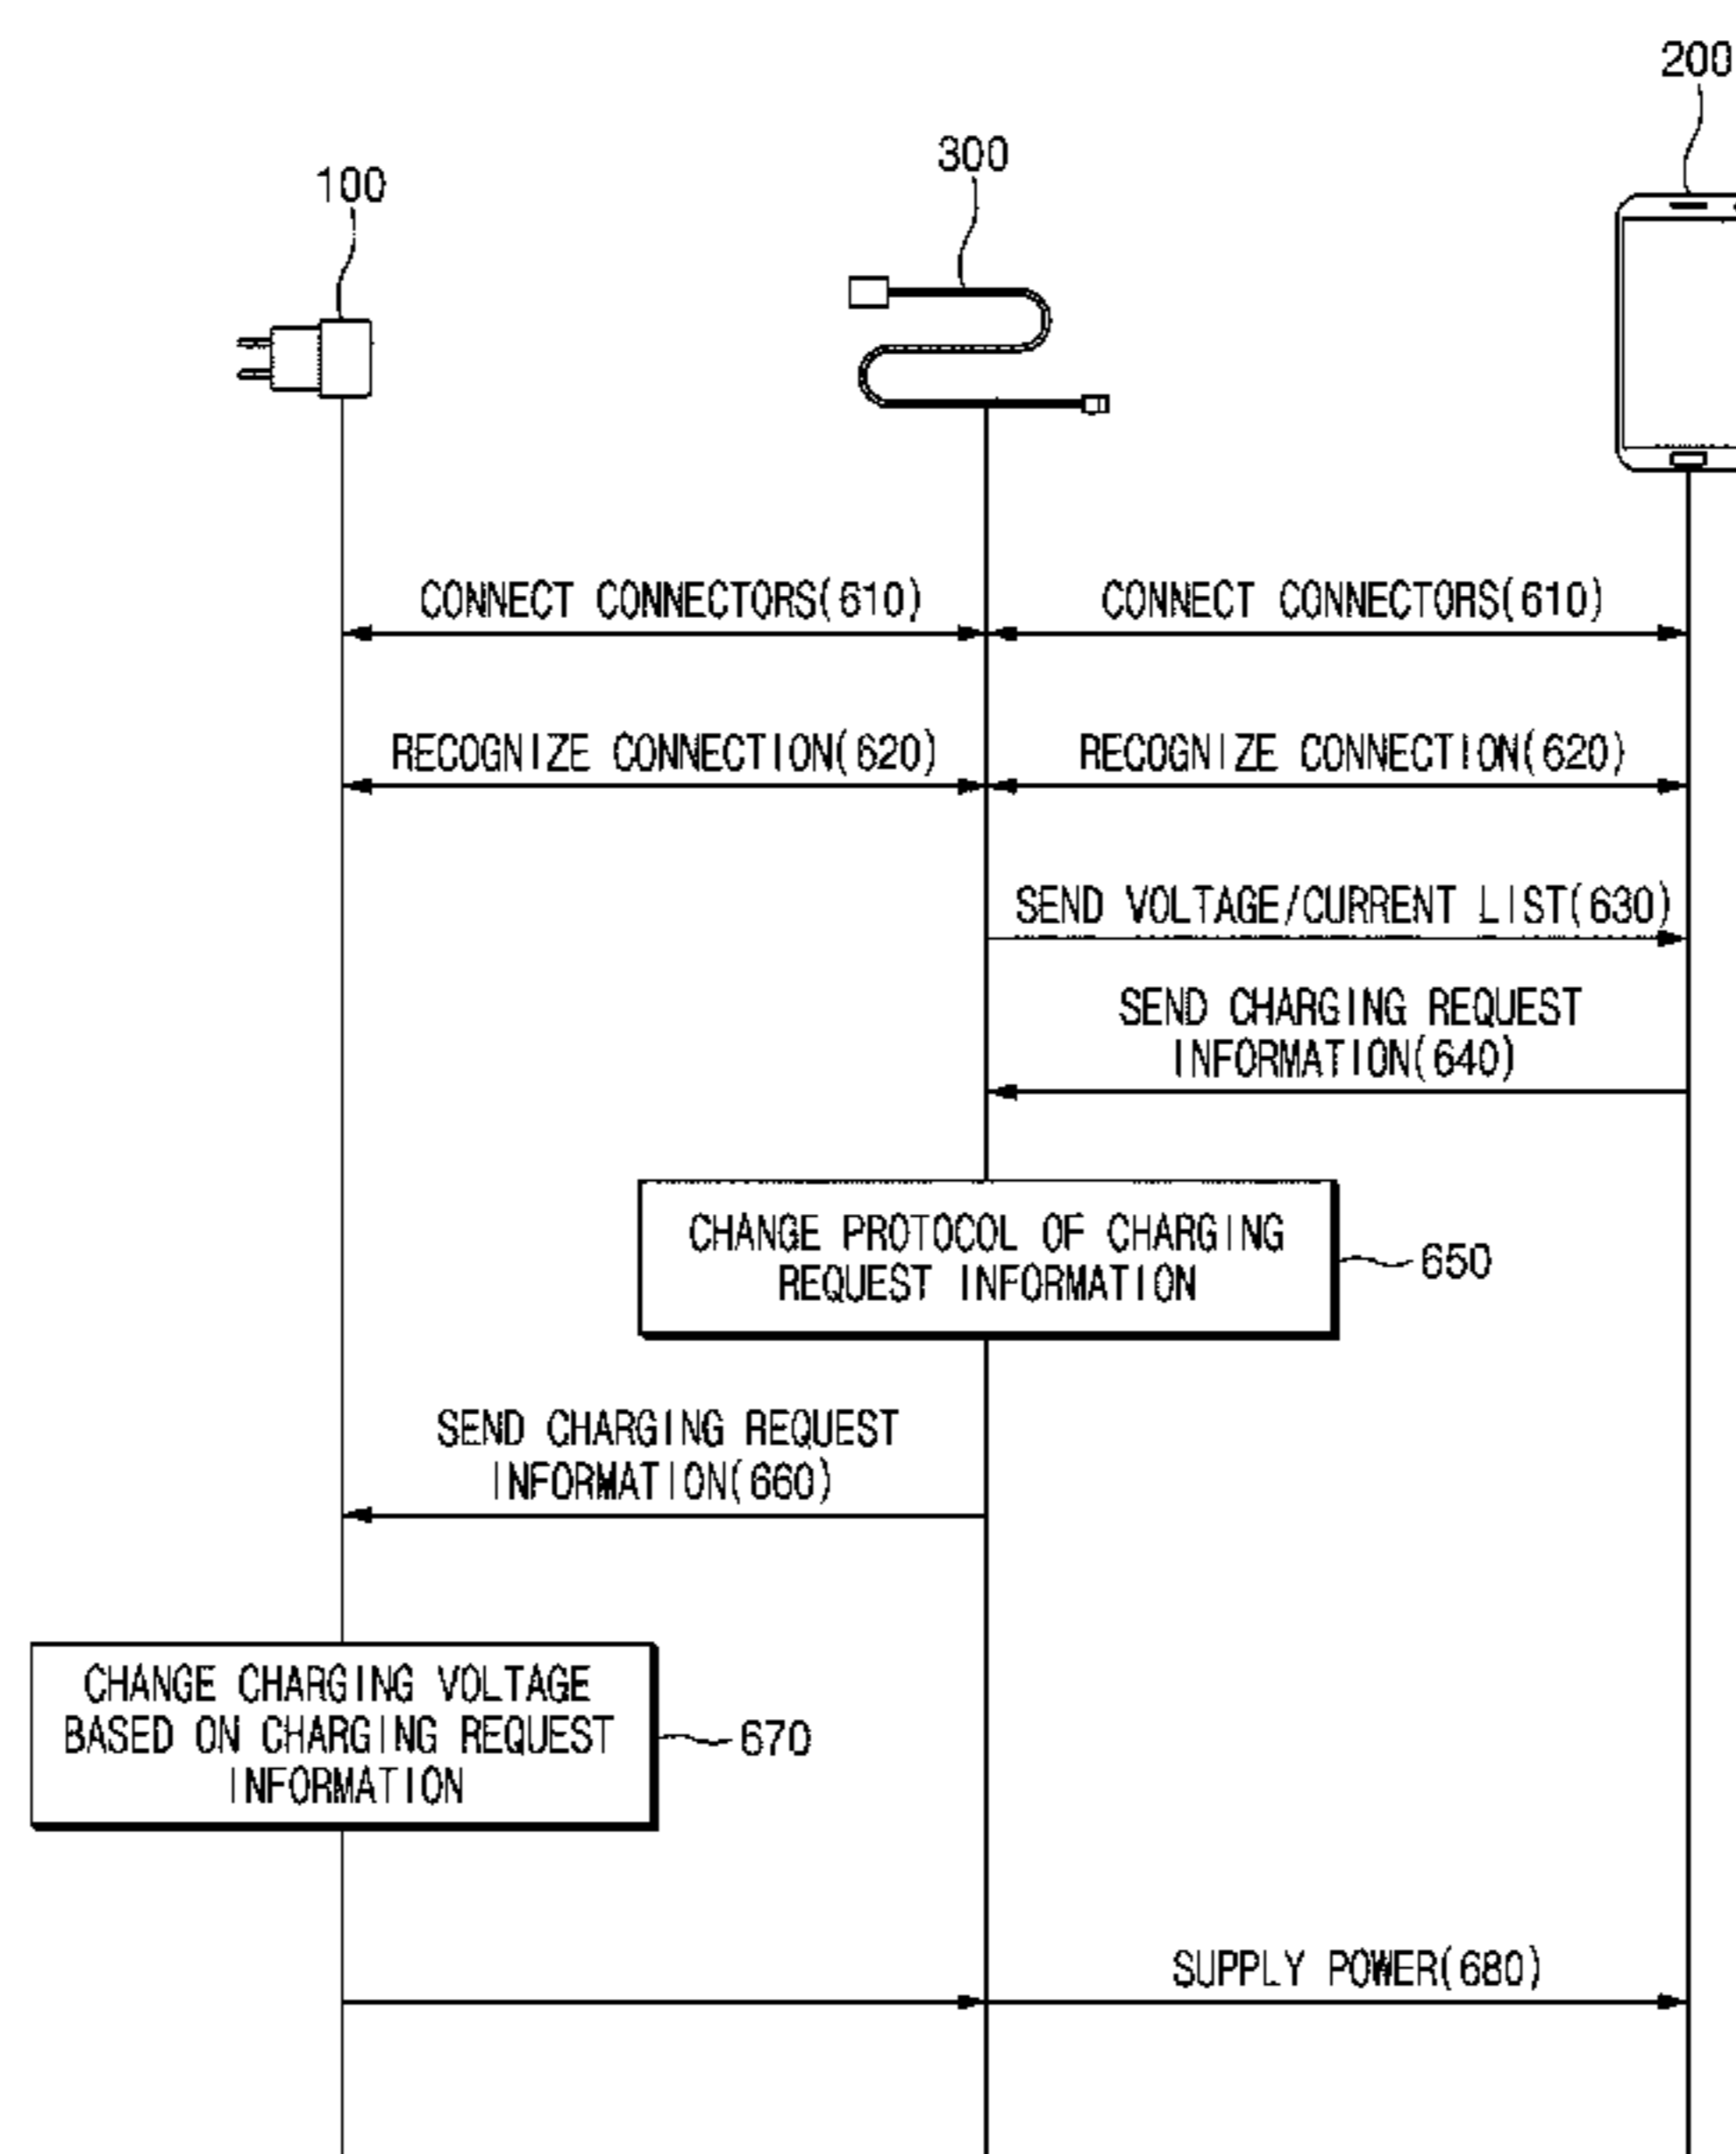 200
300
100
CONNECT CONNECTORS(610)
CONNECT CONNECTORS(610)
RECOGNIZE CONNECTION(620)
RECOGNIZE CONNECTION(620)
SEND VOLTAGE/CURRENT LIST(630)
SEND CHARGING REQUEST
INFORMATION(640)
CHANGE PROTOCOL OF CHARGING
REQUEST INFORMATION
650
SEND CHARGING REQUEST
INFORMATION(660)
CHANGE CHARGING VOLTAGE
BASED ON CHARGING REQUEST
INFORMATION
670
SUPPLY POWER(680)